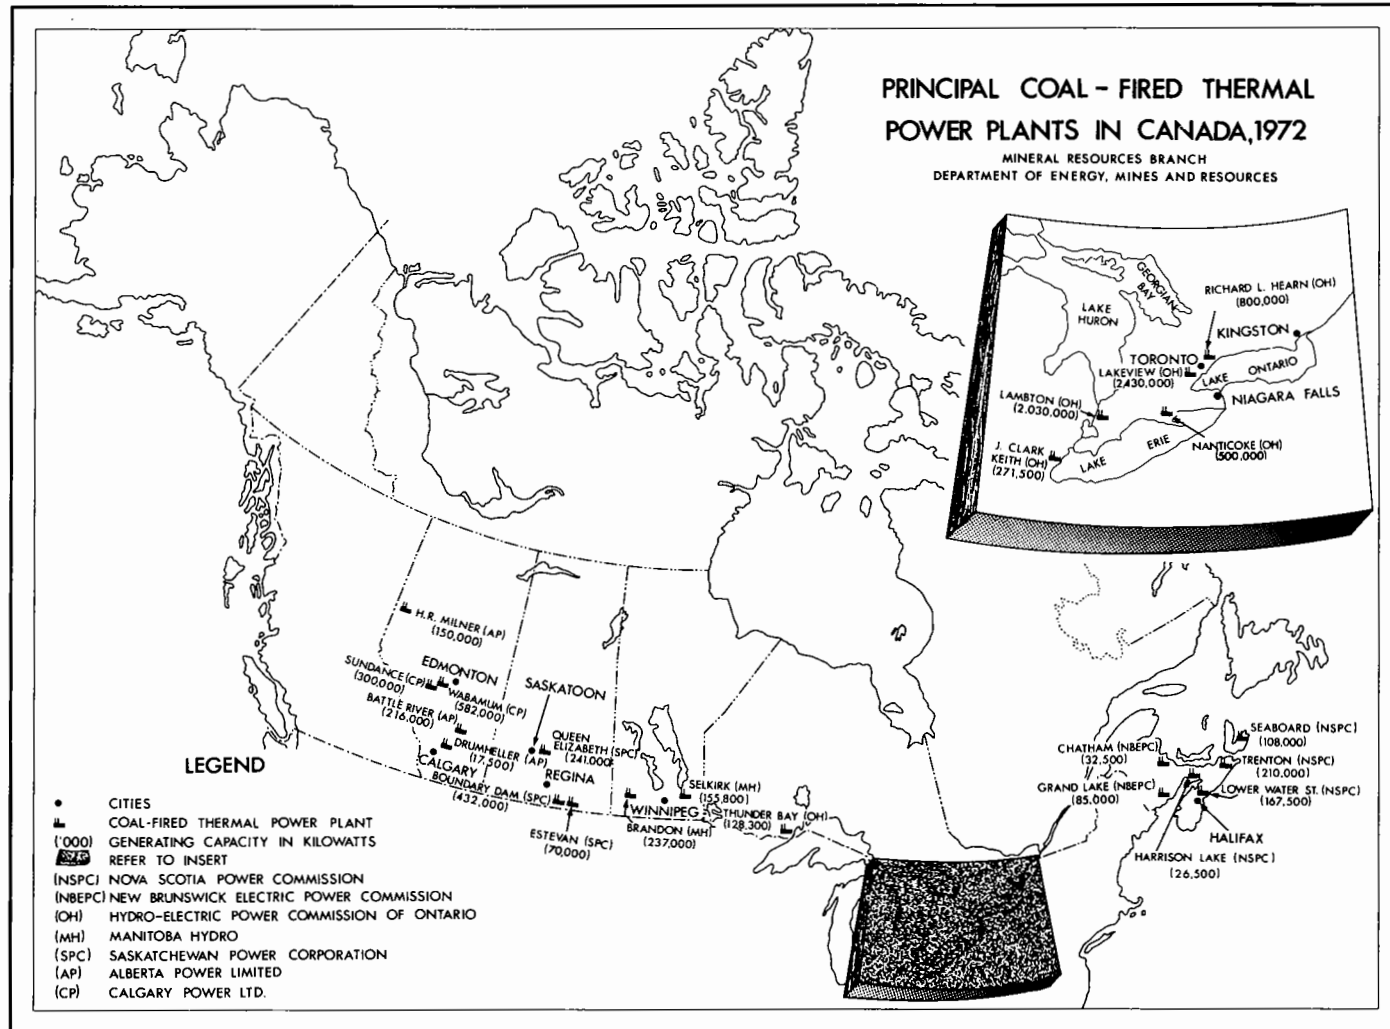 PRINCIPAL COAL - FIRED THERMAL
POWER PLANTS IN CANADA, 1972
MINERAL RESOURCES BRANCH
DEPARTMENT OF ENERGY, MINES AND RESOURCES
GEORGIAN
BAY
RICHARD L. HEARN (OH)
(800,000)
LAKE
HURON
KINGSTON
TORONTO
LAKEVIEW (OH)
(2,430,000)
LAKE ONTARIO
LAMBTON (OH)
(2.030,000)
NIAGARA FALLS
J. CLARK
KEITH (OH)
(271,500)
LAKE ERIE
NANTICOKE (OH)
(500,000)
H.R. MILNER (AP)
(150,000)
EDMONTON
SUNDANCE (CP)
(300,000)
WABAMUM (CP)
(582,000)
SASKATOON
BATTLE RIVER (AP)
(216,000)
DRUMHELLER (AP)
(17,500)
QUEEN
ELIZABETH (SPC)
(241,000)
CALGARY
REGINA
BOUNDARY DAM (SPC)
(432,000)
ESTEVAN (SPC)
(70,000)
SELKIRK (MH)
(155,800)
WINNIPEG
BRANDON (MH)
(237,000)
THUNDER BAY (OH)
(128,300)
SEABOARD (NSPC)
(108,000)
CHATHAM (NBEPC)
(32,500)
TRENTON (NSPC)
(210,000)
GRAND LAKE (NBEPC)
(85,000)
LOWER WATER ST. (NSPC)
(167,500)
HALIFAX
HARRISON LAKE (NSPC)
(26,500)
LEGEND
CITIES
COAL-FIRED THERMAL POWER PLANT
('000) GENERATING CAPACITY IN KILOWATTS
REFER TO INSERT
(NSPC) NOVA SCOTIA POWER COMMISSION
(NBEPC) NEW BRUNSWICK ELECTRIC POWER COMMISSION
(OH) HYDRO-ELECTRIC POWER COMMISSION OF ONTARIO
(MH) MANITOBA HYDRO
(SPC) SASKATCHEWAN POWER CORPORATION
(AP) ALBERTA POWER LIMITED
(CP) CALGARY POWER LTD.